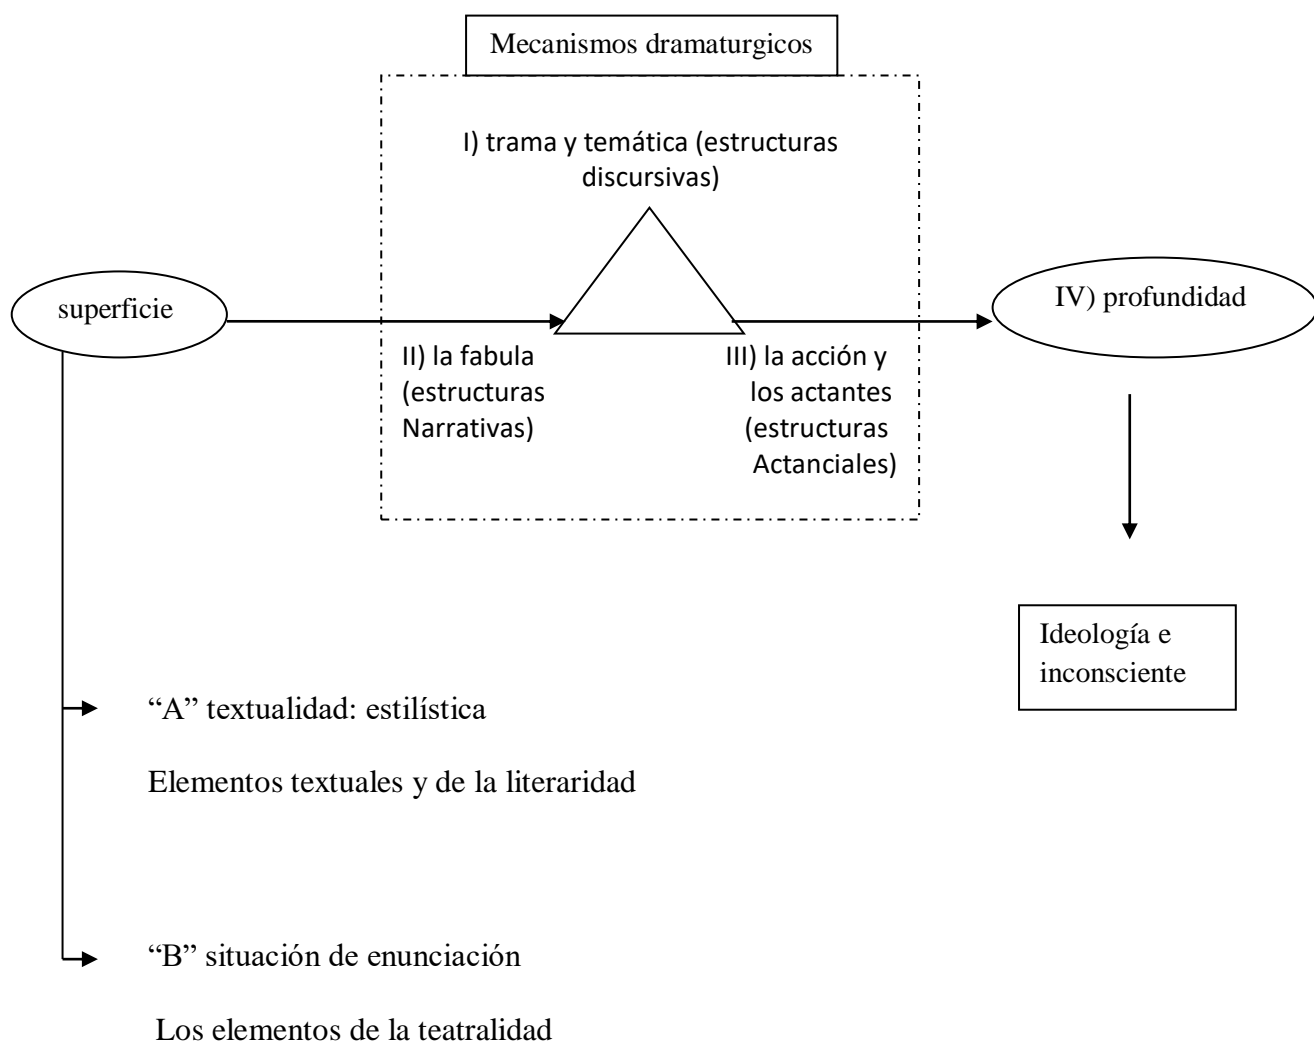 Mecanismos dramaturgicos
I) trama y temática (estructuras
discursivas)
superficie
IV) profundidad
II) la fabula
(estructuras
Narrativas)
III) la acción y
los actantes
(estructuras
Actanciales)
Ideología e
inconsciente
“A” textualidad: estilística
Elementos textuales y de la literaridad
“B” situación de enunciación
Los elementos de la teatralidad